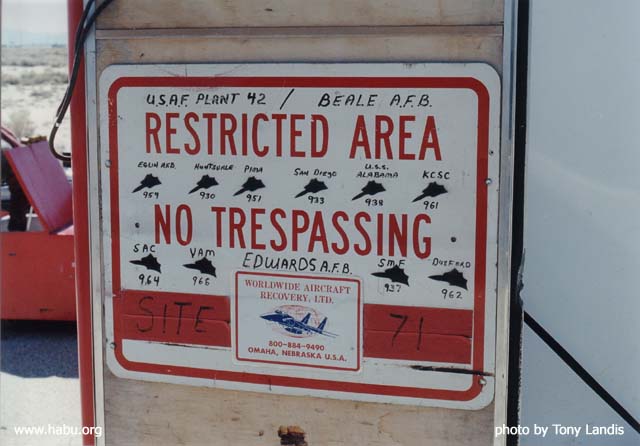 U.S.A.F. PLANT 42 / BEALE A.F.B.
RESTRICTED AREA
EGLIN AFB. HUNTSVILLE PIMA SAN DIEGO U.S.S. ALABAMA KCSC
959 930 951 933 938 961
NO TRESPASSING
SAC VAM EDWARDS A.F.B. SMF DUXFORD
964 966 937 962
WORLDWIDE AIRCRAFT
RECOVERY, LTD.
SITE 71
800-884-9490
OMAHA, NEBRASKA U.S.A.
www.habu.org
photo by Tony Landis